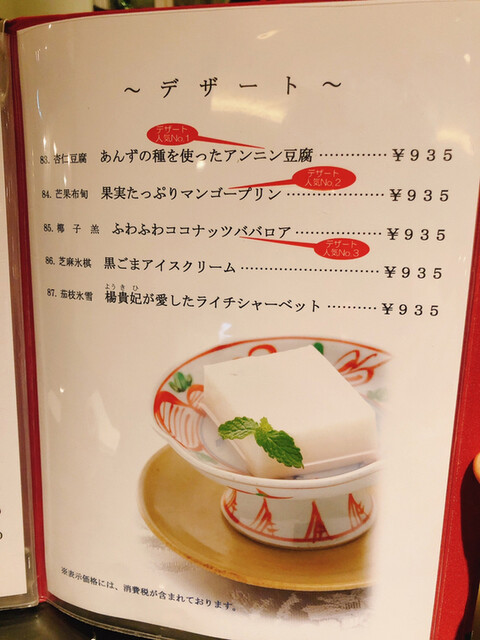 ～デザート～
デザート
人気No.1
83. 杏仁豆腐 あんずの種を使ったアンニン豆腐 ………… ￥935
デザート
人気No.2
84. 芒果布甸 果実たっぷりマンゴープリン ……………… ￥935
85. 椰子羔 ふわふわココナッツババロア ……………… ￥935
デザート
人気No.3
86. 芝麻氷棋 黒ごまアイスクリーム …………………… ￥935
ようきひ
87. 茄枝氷雪 楊貴妃が愛したライチシャーベット ……… ￥935
※表示価格には、消費税が含まれております。